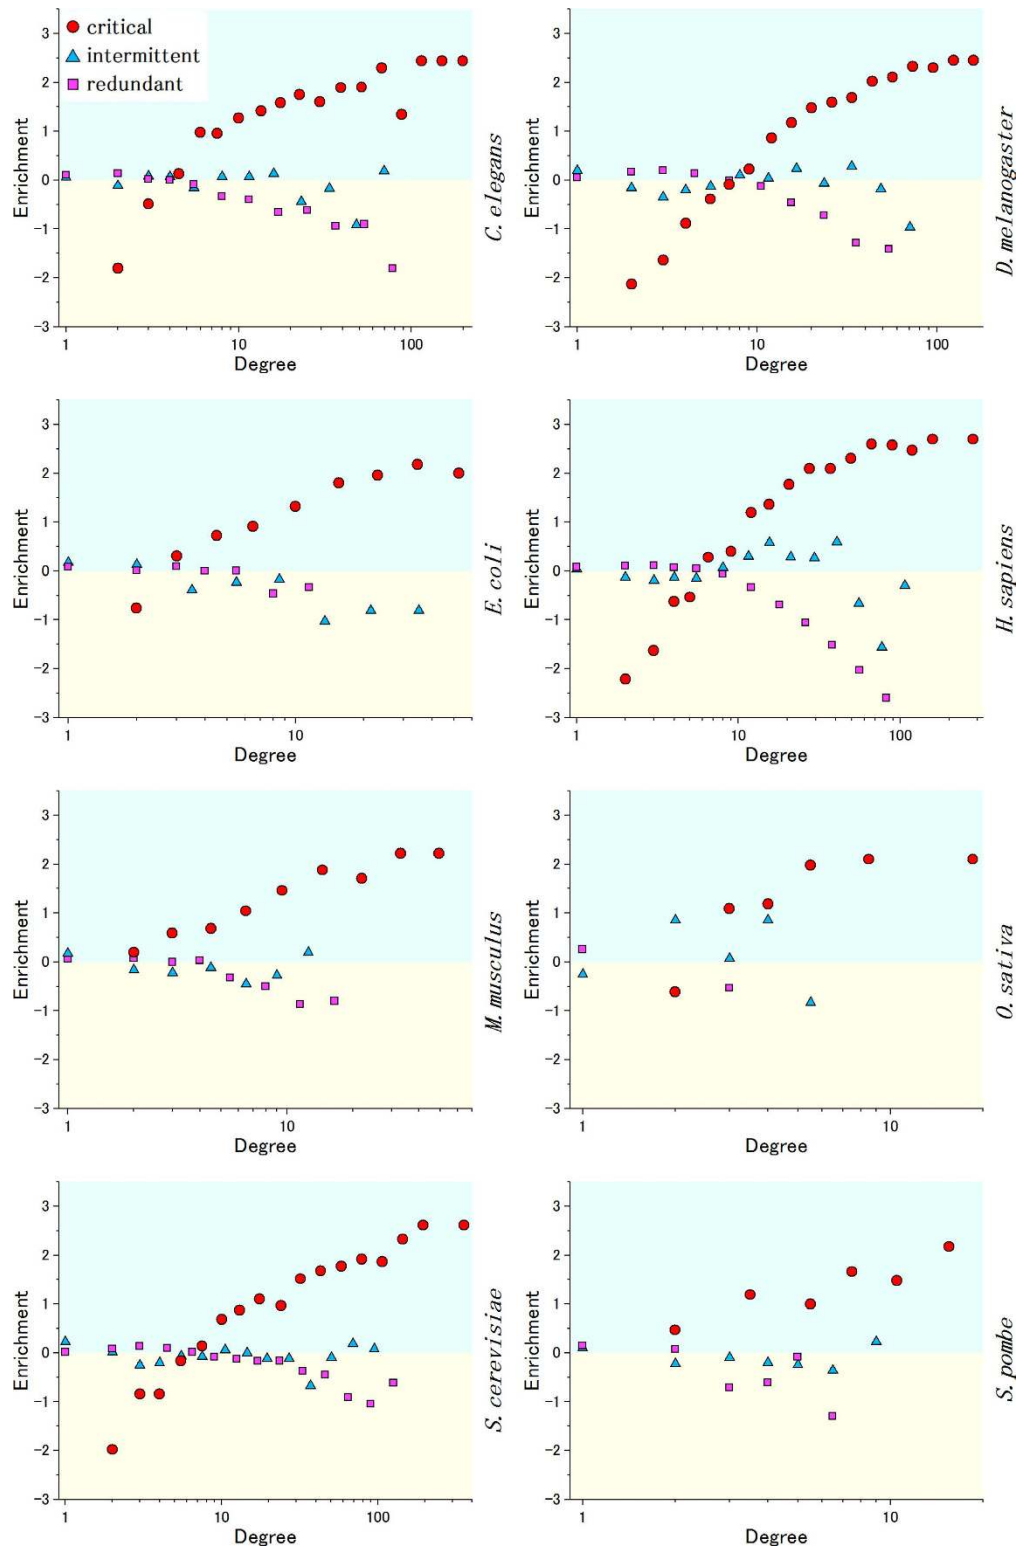 critical
intermittent
redundant
3
2
1
0
-1
-2
-3
Enrichment
1
10
100
Degree
C. elegans
3
2
1
0
-1
-2
-3
Enrichment
1
10
100
Degree
D. melanogaster
3
2
1
0
-1
-2
-3
Enrichment
1
10
Degree
E. coli
3
2
1
0
-1
-2
-3
Enrichment
1
10
100
Degree
H. sapiens
3
2
1
0
-1
-2
-3
Enrichment
1
10
Degree
M. musculus
3
2
1
0
-1
-2
-3
Enrichment
1
10
Degree
O. sativa
3
2
1
0
-1
-2
-3
Enrichment
1
10
100
Degree
S. cerevisiae
3
2
1
0
-1
-2
-3
Enrichment
1
10
Degree
S. pombe